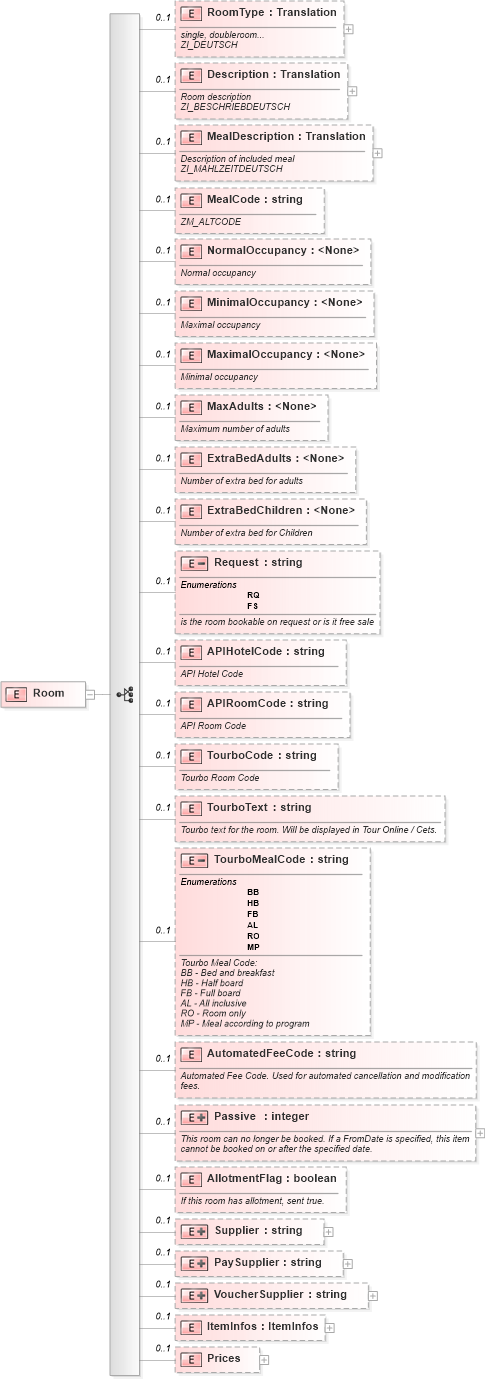 0..1
E RoomType : Translation
single, doubleroom...
ZI_DEUTSCH
0..1
E Description : Translation
Room description
ZI_BESCHRIEBDEUTSCH
0..1
E MealDescription : Translation
Description of included meal
ZI_MAHLZEITDEUTSCH
0..1
E MealCode : string
ZM_ALTCODE
0..1
E NormalOccupancy : <None>
Normal occupancy
0..1
E MinimalOccupancy : <None>
Maximal occupancy
0..1
E MaximalOccupancy : <None>
Minimal occupancy
0..1
E MaxAdults : <None>
Maximum number of adults
0..1
E ExtraBedAdults : <None>
Number of extra bed for adults
0..1
E ExtraBedChildren : <None>
Number of extra bed for Children
0..1
E Request : string
Enumerations
RQ
FS
is the room bookable on request or is it free sale
0..1
E APIHotelCode : string
API Hotel Code
E Room
0..1
E APIRoomCode : string
API Room Code
0..1
E TourboCode : string
Tourbo Room Code
0..1
E TourboText : string
Tourbo text for the room. Will be displayed in Tour Online / Gets.
0..1
E TourboMealCode : string
Enumerations
BB
HB
FB
AL
RO
MP
Tourbo Meal Code:
BB - Bed and breakfast
HB - Half board
FB - Full board
AL - All inclusive
RO - Room only
MP - Meal according to program
0..1
E AutomatedFeeCode : string
Automated Fee Code. Used for automated cancellation and modification
fees.
0..1
E Passive : integer
This room can no longer be booked. If a FromDate is specified, this item
cannot be booked on or after the specified date.
0..1
E AllotmentFlag : boolean
If this room has allotment, sent true.
0..1
E Supplier : string
0..1
E PaySupplier : string
0..1
E VoucherSupplier : string
0..1
E ItemInfos : ItemInfos
0..1
E Prices